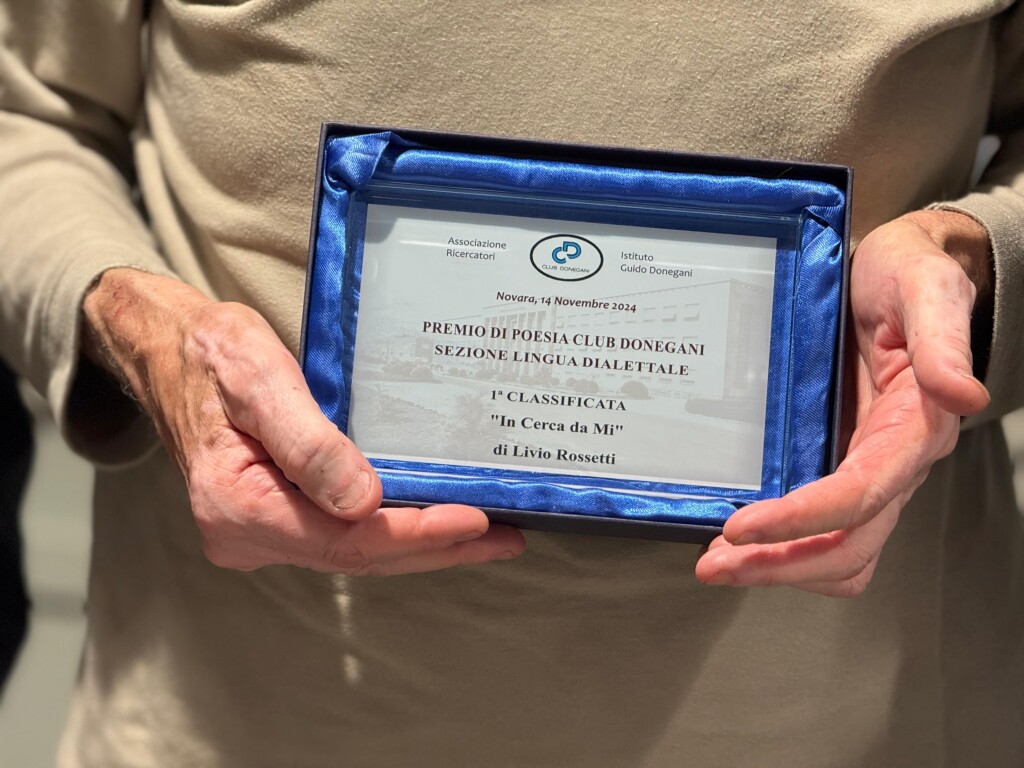 Associazione
Ricercatori
CD
CLUB DONEGANI
Istituto
Guido Donegani
Novara, 14 Novembre 2024
PREMIO DI POESIA CLUB DONEGANI
SEZIONE LINGUA DIALETTALE
1ª CLASSIFICATA
"In Cerca da Mi"
di Livio Rossetti